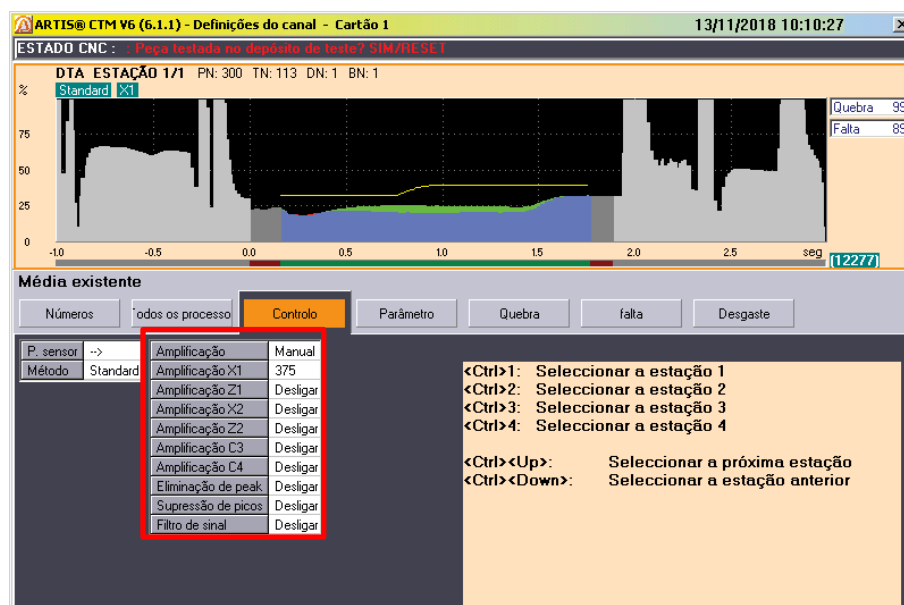 ARTIS® CTM V6 (6.1.1) - Definições do canal - Cartão 1 13/11/2018 10:10:27
ESTADO CNC : : Peça testada no depósito de teste? SIM/RESET
DTA ESTAÇÃO 1/1 PN: 300 TN: 113 DN: 1 BN: 1
% Standard X1
Quebra 99
Falta 89
75
50
25
0
-1.0 -0.5 0.0 0.5 1.0 1.5 2.0 2.5 seg (12277)
Média existente
Números odos os processo Controlo Parâmetro Quebra falta Desgaste
P. sensor -->
Método Standard
Amplificação Manual
Amplificação X1 375
Amplificação Z1 Desligar
Amplificação X2 Desligar
Amplificação Z2 Desligar
Amplificação C3 Desligar
Amplificação C4 Desligar
Eliminação de peak Desligar
Supressão de picos Desligar
Filtro de sinal Desligar
<Ctrl>1: Seleccionar a estação 1
<Ctrl>2: Seleccionar a estação 2
<Ctrl>3: Seleccionar a estação 3
<Ctrl>4: Seleccionar a estação 4
<Ctrl><Up>: Seleccionar a próxima estação
<Ctrl><Down>: Seleccionar a estação anterior